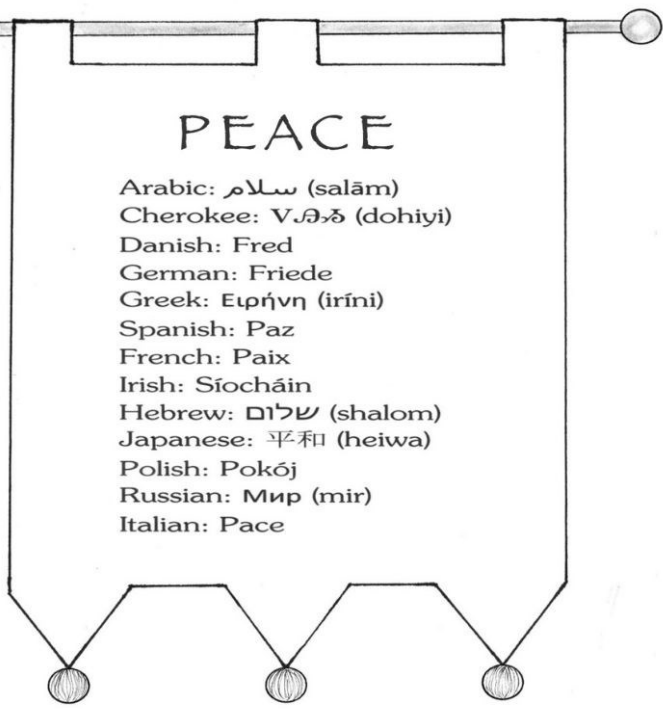 PEACE
Arabic: سلام (salām)
Cherokee: ᏙᎯᏱ (dohiyi)
Danish: Fred
German: Friede
Greek: Ειρήνη (iríni)
Spanish: Paz
French: Paix
Irish: Síocháin
Hebrew: שלום (shalom)
Japanese: 平和 (heiwa)
Polish: Pokój
Russian: Мир (mir)
Italian: Pace